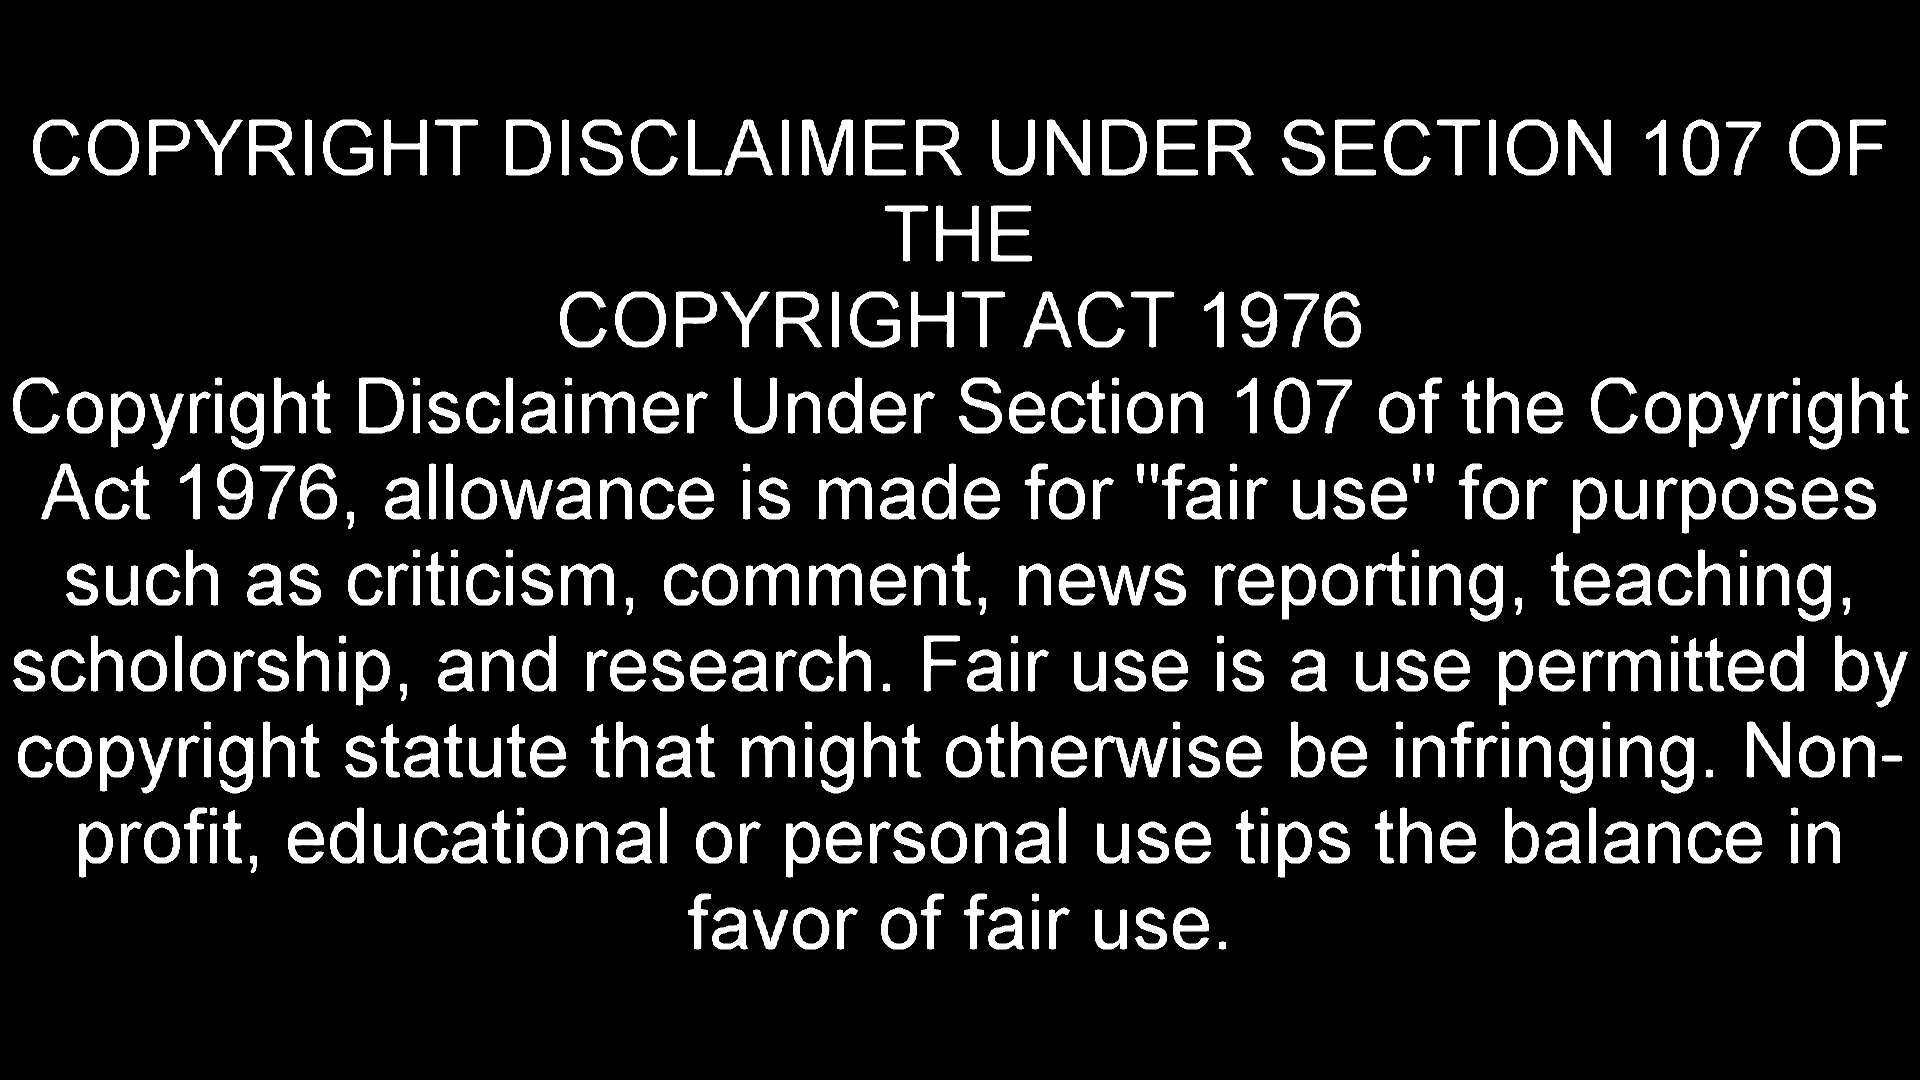 COPYRIGHT DISCLAIMER UNDER SECTION 107 OF
THE
COPYRIGHT ACT 1976
Copyright Disclaimer Under Section 107 of the Copyright
Act 1976, allowance is made for "fair use" for purposes
such as criticism, comment, news reporting, teaching,
scholorship, and research. Fair use is a use permitted by
copyright statute that might otherwise be infringing. Non-
profit, educational or personal use tips the balance in
favor of fair use.